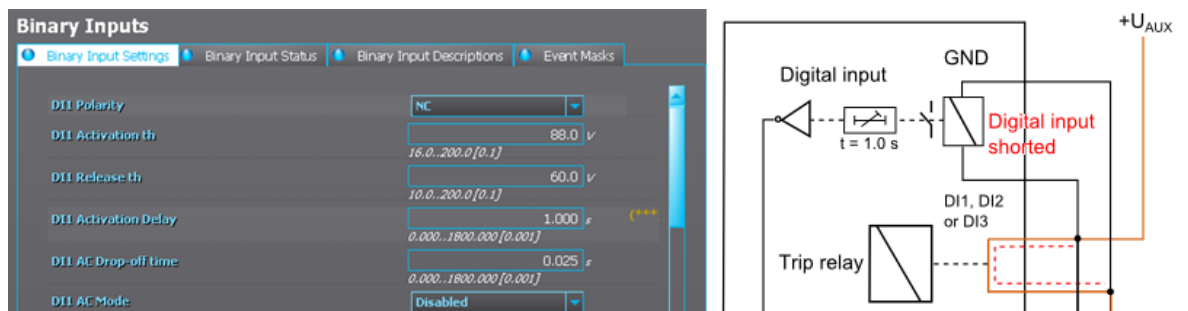 Binary Inputs
Binary Input Settings
Binary Input Status
Binary Input Descriptions
Event Masks
DI1 Polarity
NC
DI1 Activation th
88.0 V
16.0..200.0 [0.1]
DI1 Release th
60.0 V
10.0..200.0 [0.1]
DI1 Activation Delay
1.000 s
(***)
0.000..1800.000 [0.001]
DI1 AC Drop-off time
0.025 s
0.000..1800.000 [0.001]
DI1 AC Mode
Disabled
+UAUX
GND
Digital input
t = 1.0 s
Digital input
shorted
DI1, DI2
or DI3
Trip relay